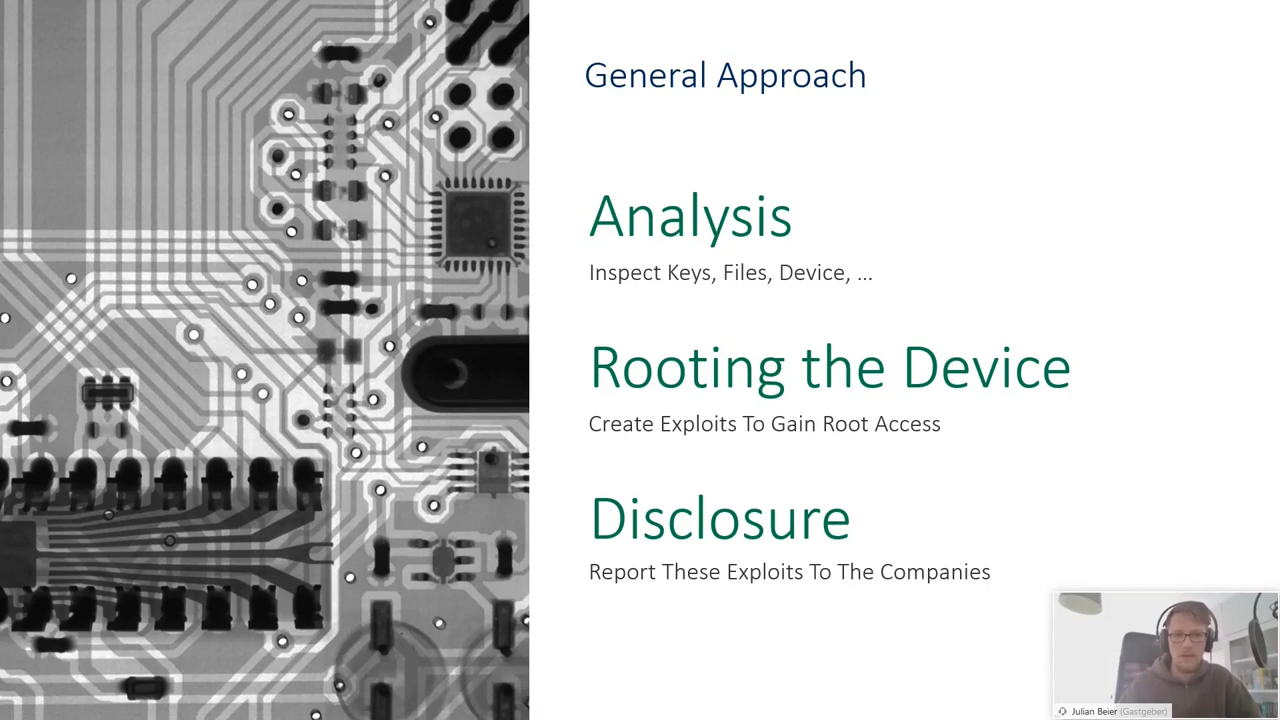 General Approach
Analysis
Inspect Keys, Files, Device, ...
Rooting the Device
Create Exploits To Gain Root Access
Disclosure
Report These Exploits To The Companies
Julian Beier (Gastgeber)